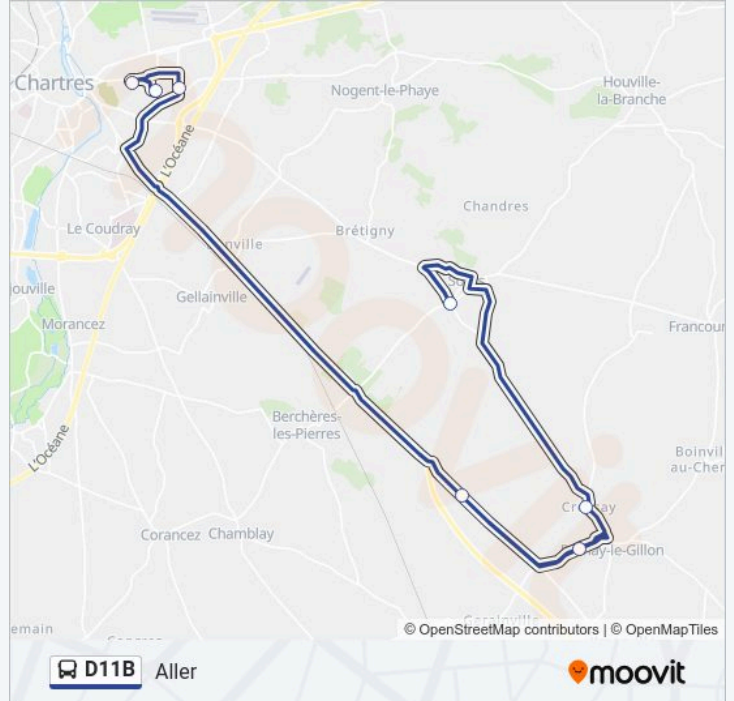 Chartres
Nogent-le-Phaye
Houville-
la-Branche
L'Océane
Chandres
Le Coudray
Brétigny
Gellainville
Morancez
Francour
Berchères-
les-Pierres
L'Océane
Boinvil
au-Cher
Corancez
Chamblay
© OpenStreetMap contributors | © OpenMapTiles
D11B
Aller
moovit